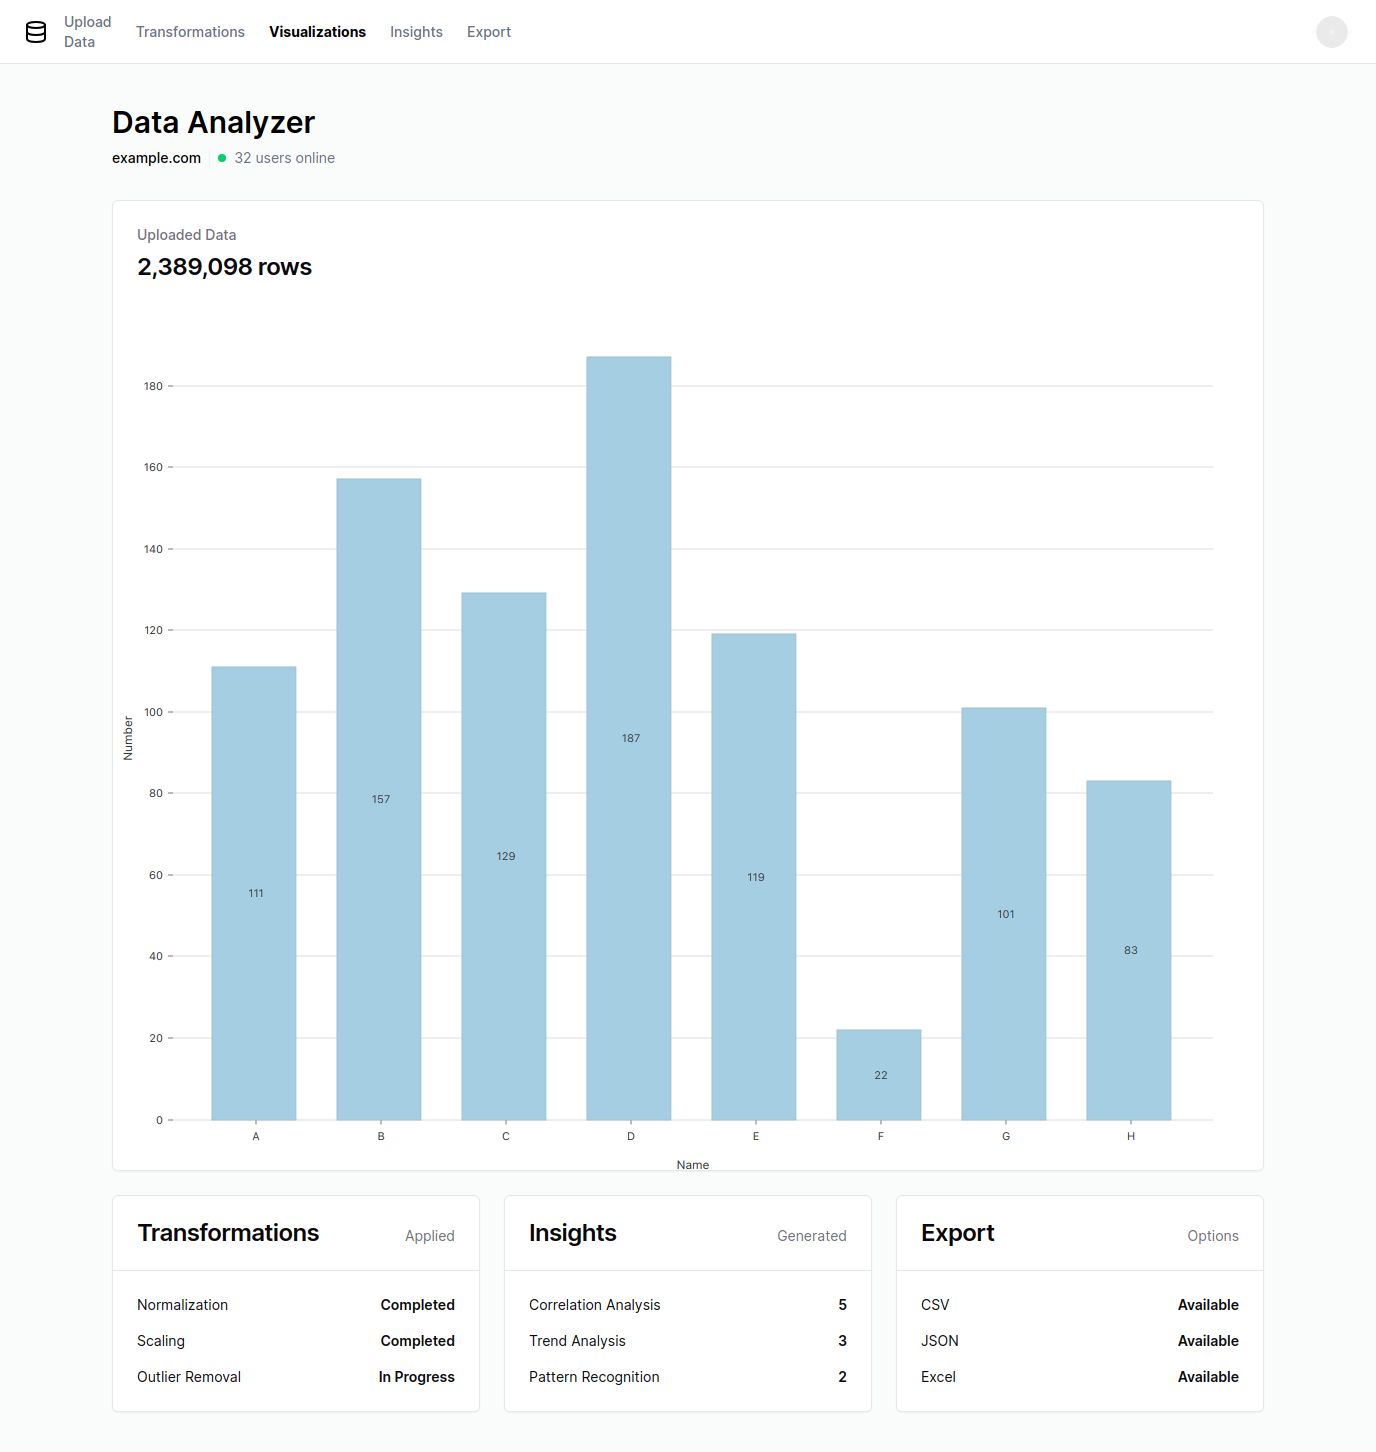 Upload
Data
Transformations
Visualizations
Insights
Export
Data Analyzer
example.com
32 users online
Uploaded Data
2,389,098 rows
180
160
140
120
100
80
60
40
20
0
Number
111
157
129
187
119
22
101
83
A
B
C
D
E
F
G
H
Name
Transformations
Applied
Normalization
Completed
Scaling
Completed
Outlier Removal
In Progress
Insights
Generated
Correlation Analysis
5
Trend Analysis
3
Pattern Recognition
2
Export
Options
CSV
Available
JSON
Available
Excel
Available